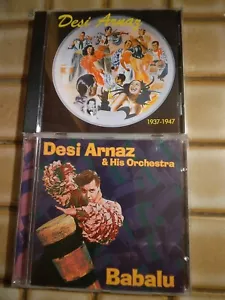 Desi Arnaz
1937-1947
Desi Arnaz
& His Orchestra
Babalu